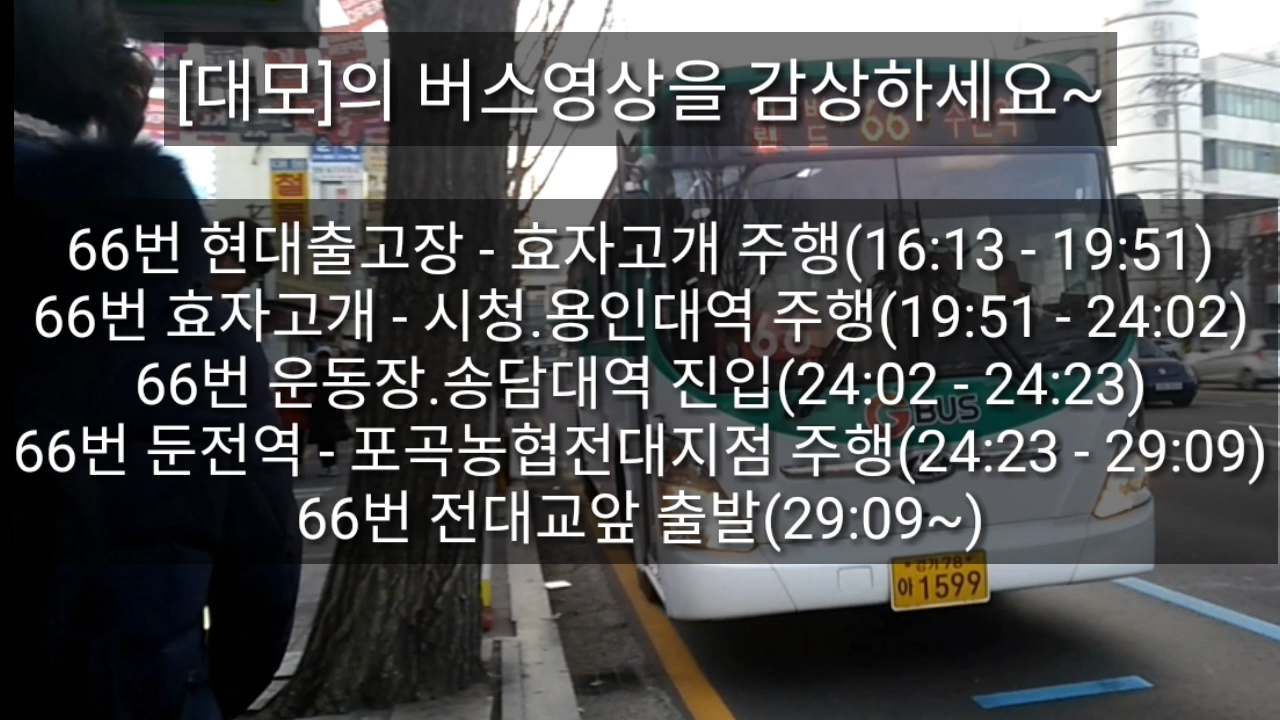 [대모]의 버스영상을 감상하세요~
66 수원역
66번 현대출고장 - 효자고개 주행(16:13 - 19:51)
66번 효자고개 - 시청.용인대역 주행(19:51 - 24:02)
66번 운동장.송담대역 진입(24:02 - 24:23)
66번 둔전역 - 포곡농협전대지점 주행(24:23 - 29:09)
66번 전대교앞 출발(29:09~)
66
G BUS
경기78
아1599